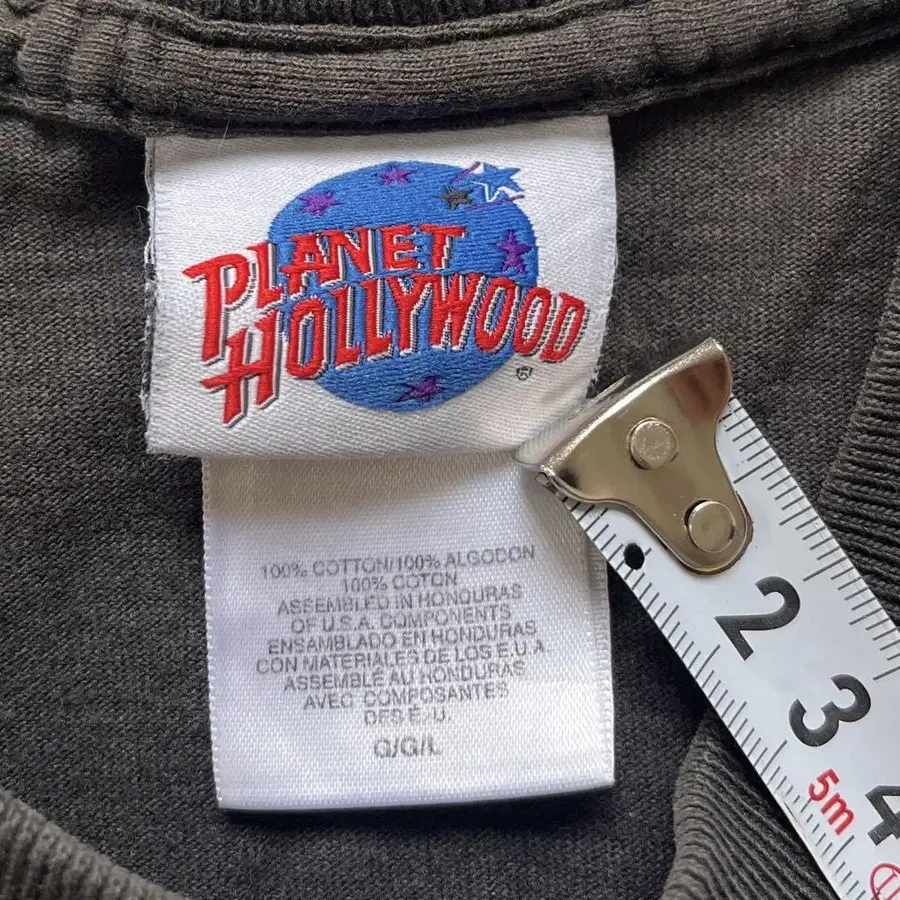 PLANET
HOLLYWOOD
®
100% COTTON/100% ALGODON
100% COTON
ASSEMBLED IN HONDURAS
OF U.S.A. COMPONENTS
ENSAMBLADO EN HONDURAS
CON MATERIALES DE LOS E.U.A.
ASSEMBLÉ AU HONDURAS
AVEC COMPOSANTES
DES É.-U.
G/G/L
2
3
5m
4